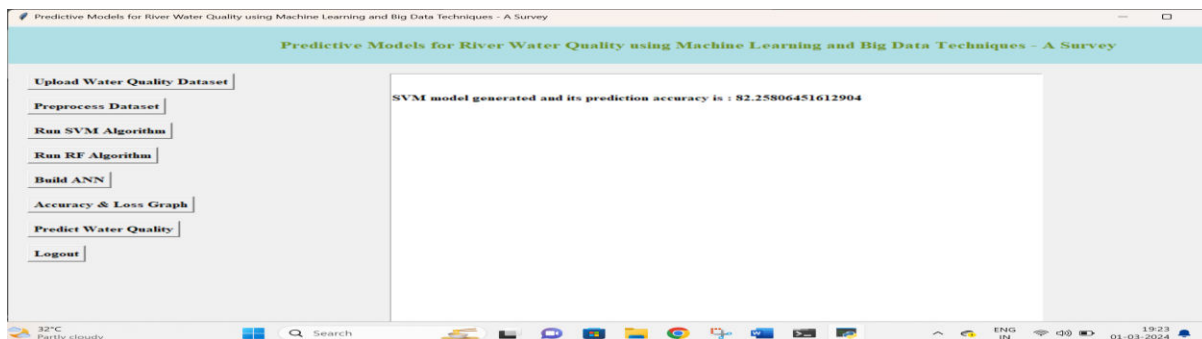 Predictive Models for River Water Quality using Machine Learning and Big Data Techniques - A Survey
Predictive Models for River Water Quality using Machine Learning and Big Data Techniques - A Survey
Upload Water Quality Dataset
Preprocess Dataset
Run SVM Algorithm
Run RF Algorithm
Build ANN
Accuracy & Loss Graph
Predict Water Quality
Logout
SVM model generated and its prediction accuracy is : 82.25806451612904
32°C
Partly cloudy
Search
ENG
IN
19:23
01-03-2024